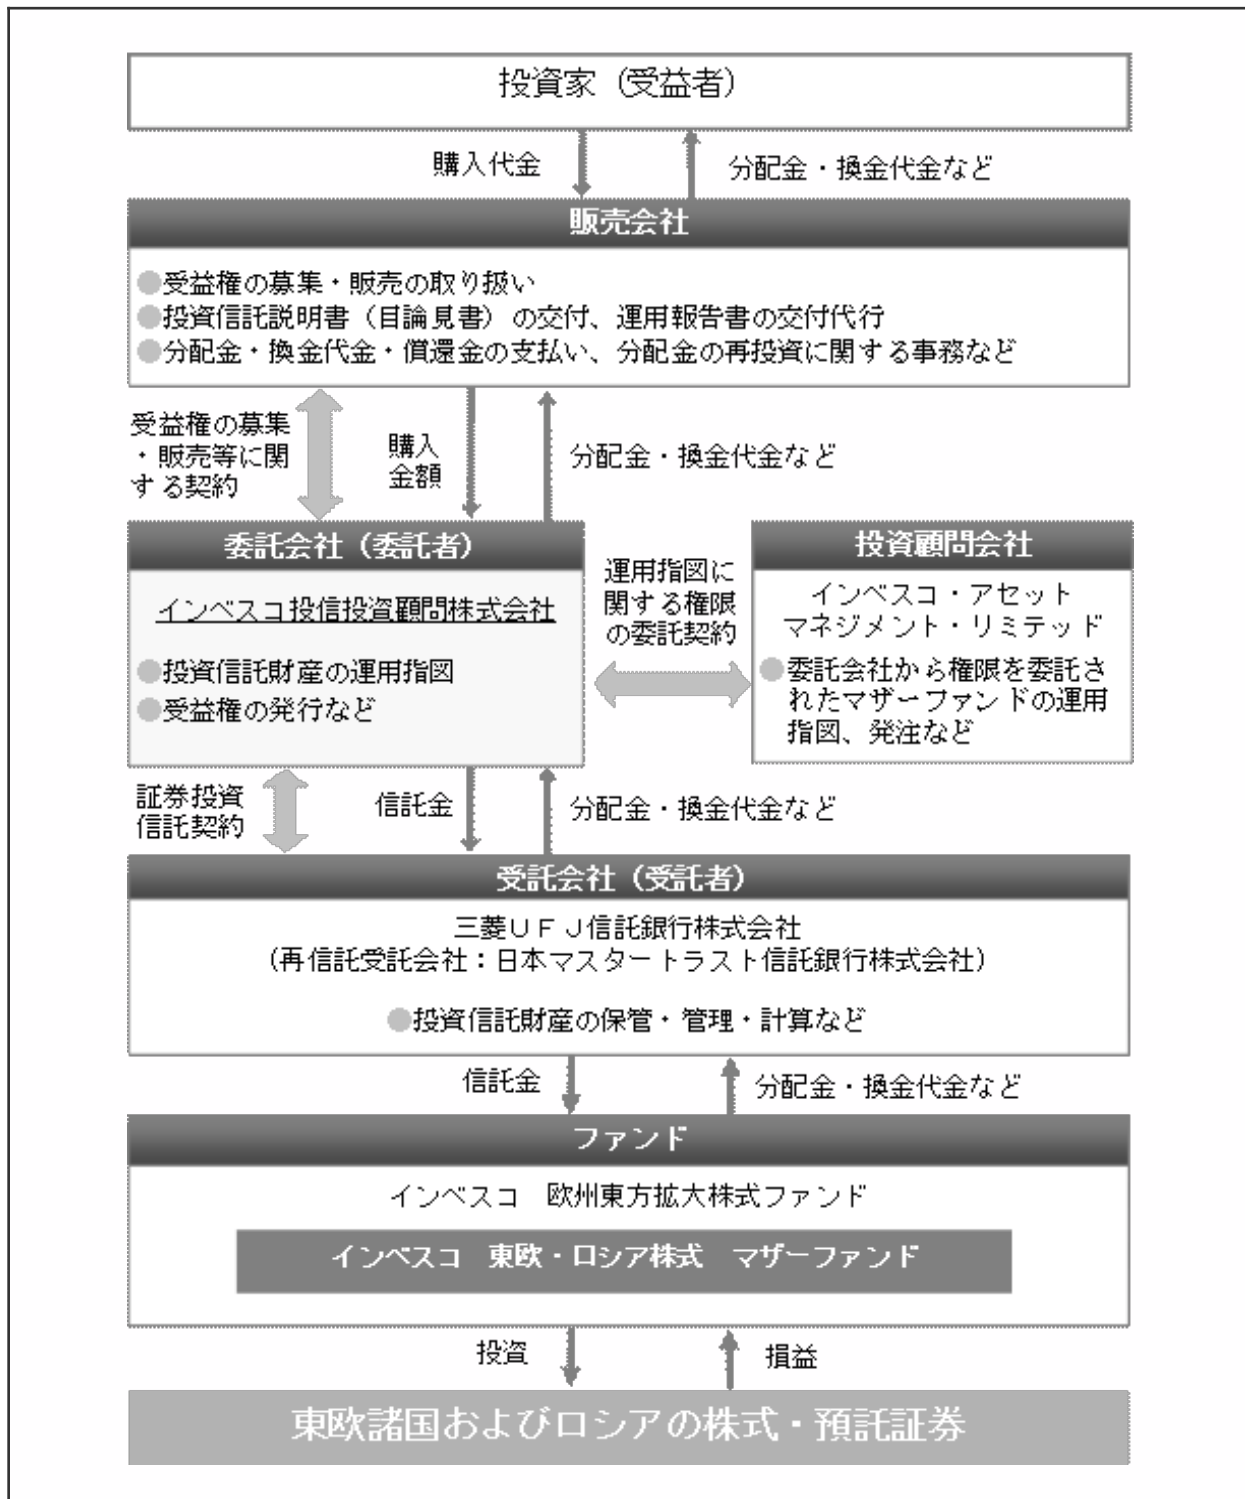 投資家（受益者）
購入代金
分配金・換金代金など
販売会社
●受益権の募集・販売の取り扱い
●投資信託説明書（目論見書）の交付、運用報告書の交付代行
●分配金・換金代金・償還金の支払い、分配金の再投資に関する事務など
受益権の募集
・販売等に関
する契約
購入
金額
分配金・換金代金など
委託会社（委託者）
インベスコ投信投資顧問株式会社
●投資信託財産の運用指図
●受益権の発行など
運用指図に
関する権限
の委託契約
投資顧問会社
インベスコ・アセット
マネジメント・リミテッド
●委託会社から権限を委託さ
れたマザーファンドの運用
指図、発注など
証券投資
信託契約
信託金
分配金・換金代金など
受託会社（受託者）
三菱ＵＦＪ信託銀行株式会社
（再信託受託会社：日本マスタートラスト信託銀行株式会社）
●投資信託財産の保管・管理・計算など
信託金
分配金・換金代金など
ファンド
インベスコ　欧州東方拡大株式ファンド
インベスコ　東欧・ロシア株式　マザーファンド
投資
損益
東欧諸国およびロシアの株式・預託証券